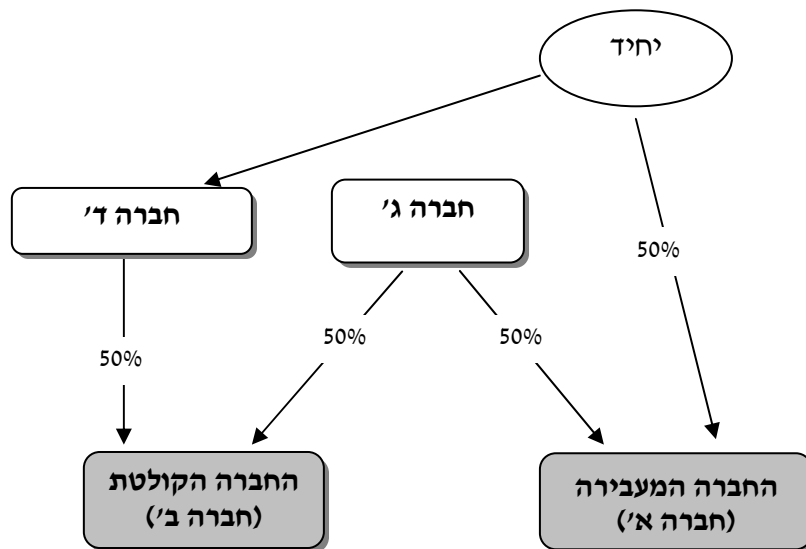 יחיד
חברה ג'
חברה ד'
50%
50%
50%
50%
החברה המעבירה
(חברה א')
החברה הקולטת
(חברה ב')